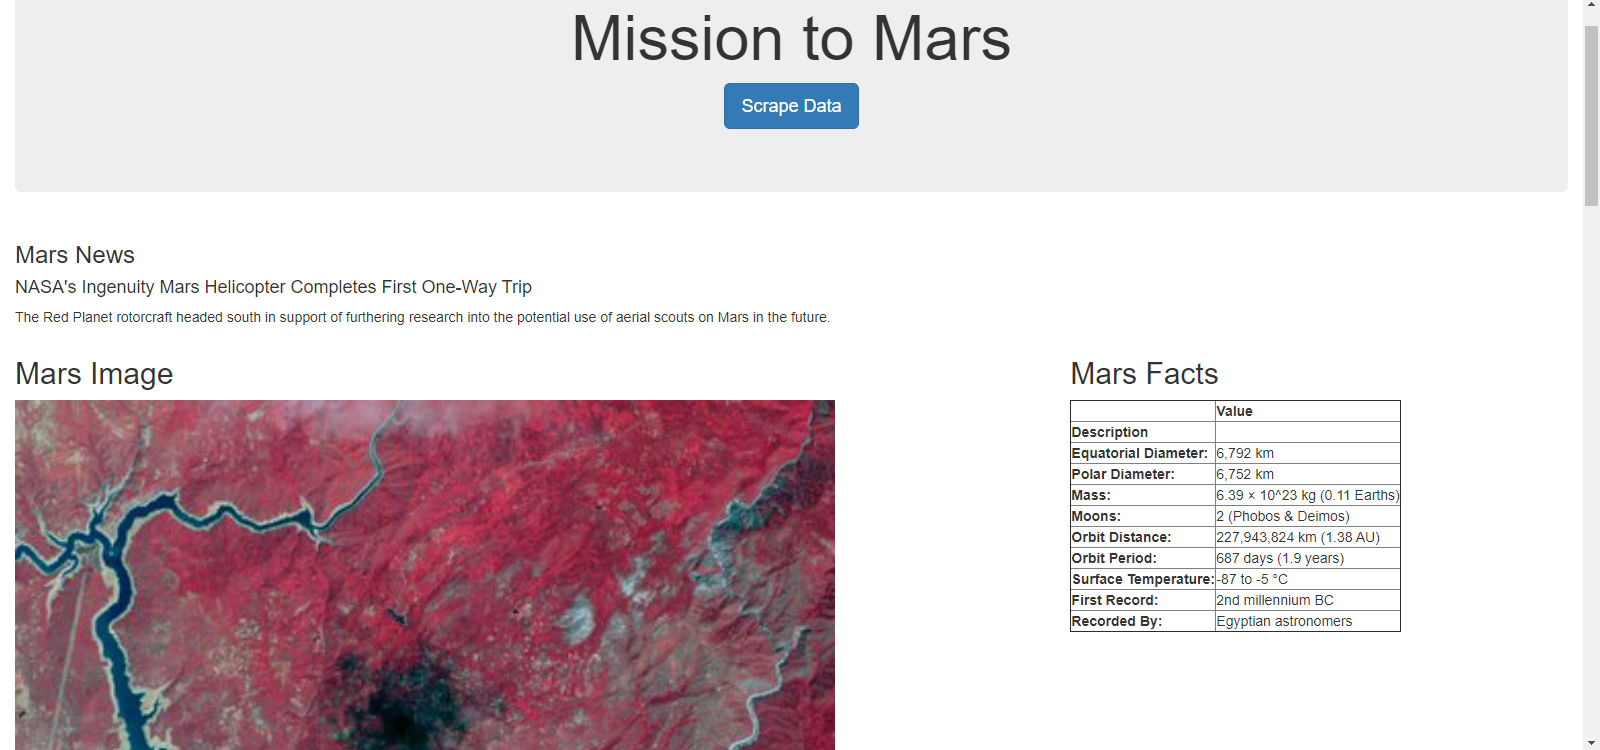 Mission to Mars
Scrape Data
Mars News
NASA's Ingenuity Mars Helicopter Completes First One-Way Trip
The Red Planet rotorcraft headed south in support of furthering research into the potential use of aerial scouts on Mars in the future.
Mars Image
Mars Facts
Value
Description
Equatorial Diameter: 6,792 km
Polar Diameter: 6,752 km
Mass: 6.39 × 10^23 kg (0.11 Earths)
Moons: 2 (Phobos & Deimos)
Orbit Distance: 227,943,824 km (1.38 AU)
Orbit Period: 687 days (1.9 years)
Surface Temperature: -87 to -5 °C
First Record: 2nd millennium BC
Recorded By: Egyptian astronomers